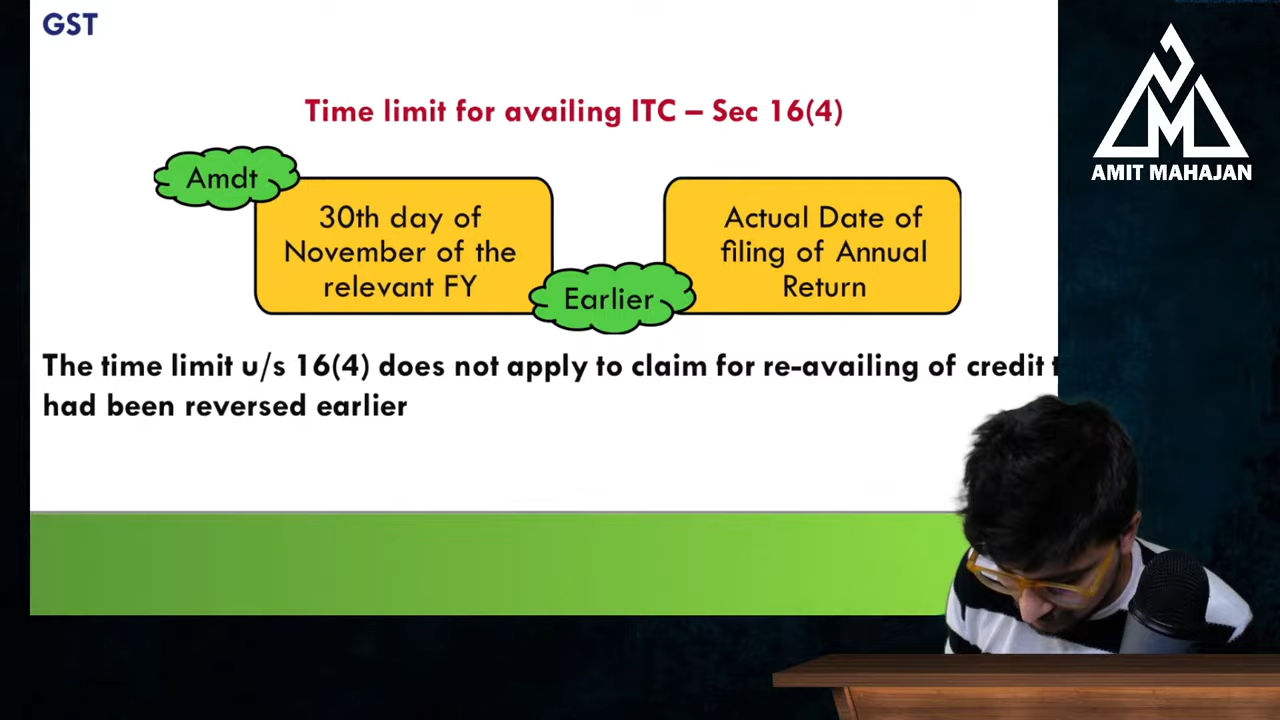 GST
Time limit for availing ITC – Sec 16(4)
Amdt
30th day of
November of the
relevant FY
Earlier
Actual Date of
filing of Annual
Return
The time limit u/s 16(4) does not apply to claim for re-availing of credit
had been reversed earlier
AMIT MAHAJAN